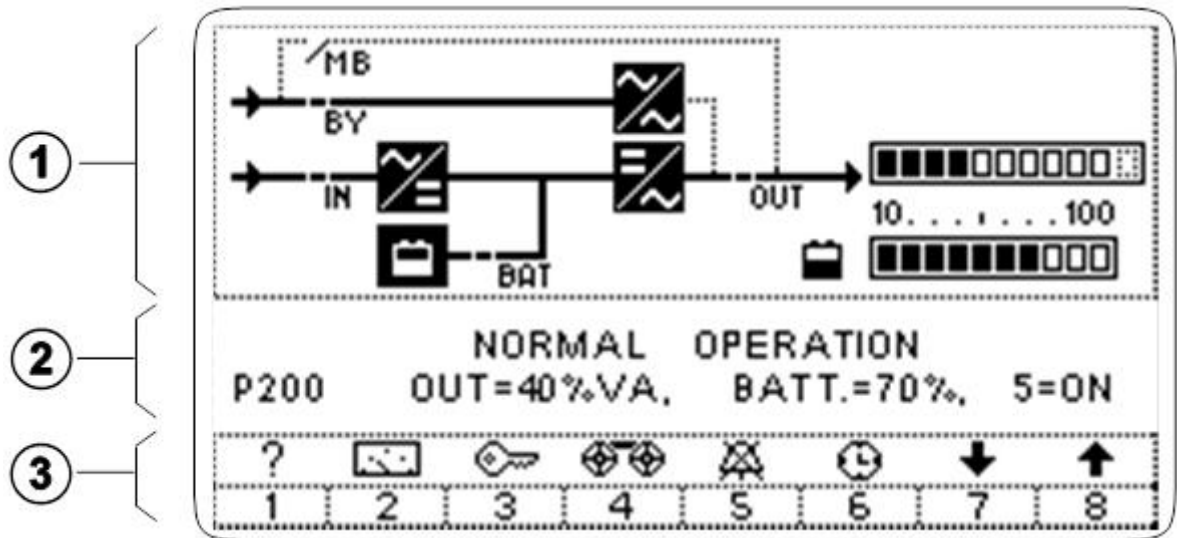 1
MB
BY
IN
OUT
10. . . ı . . . 100
BAT
2
NORMAL OPERATION
P200 OUT=40%VA, BATT.=70%, 5=ON
3
?
1 2 3 4 5 6 7 8